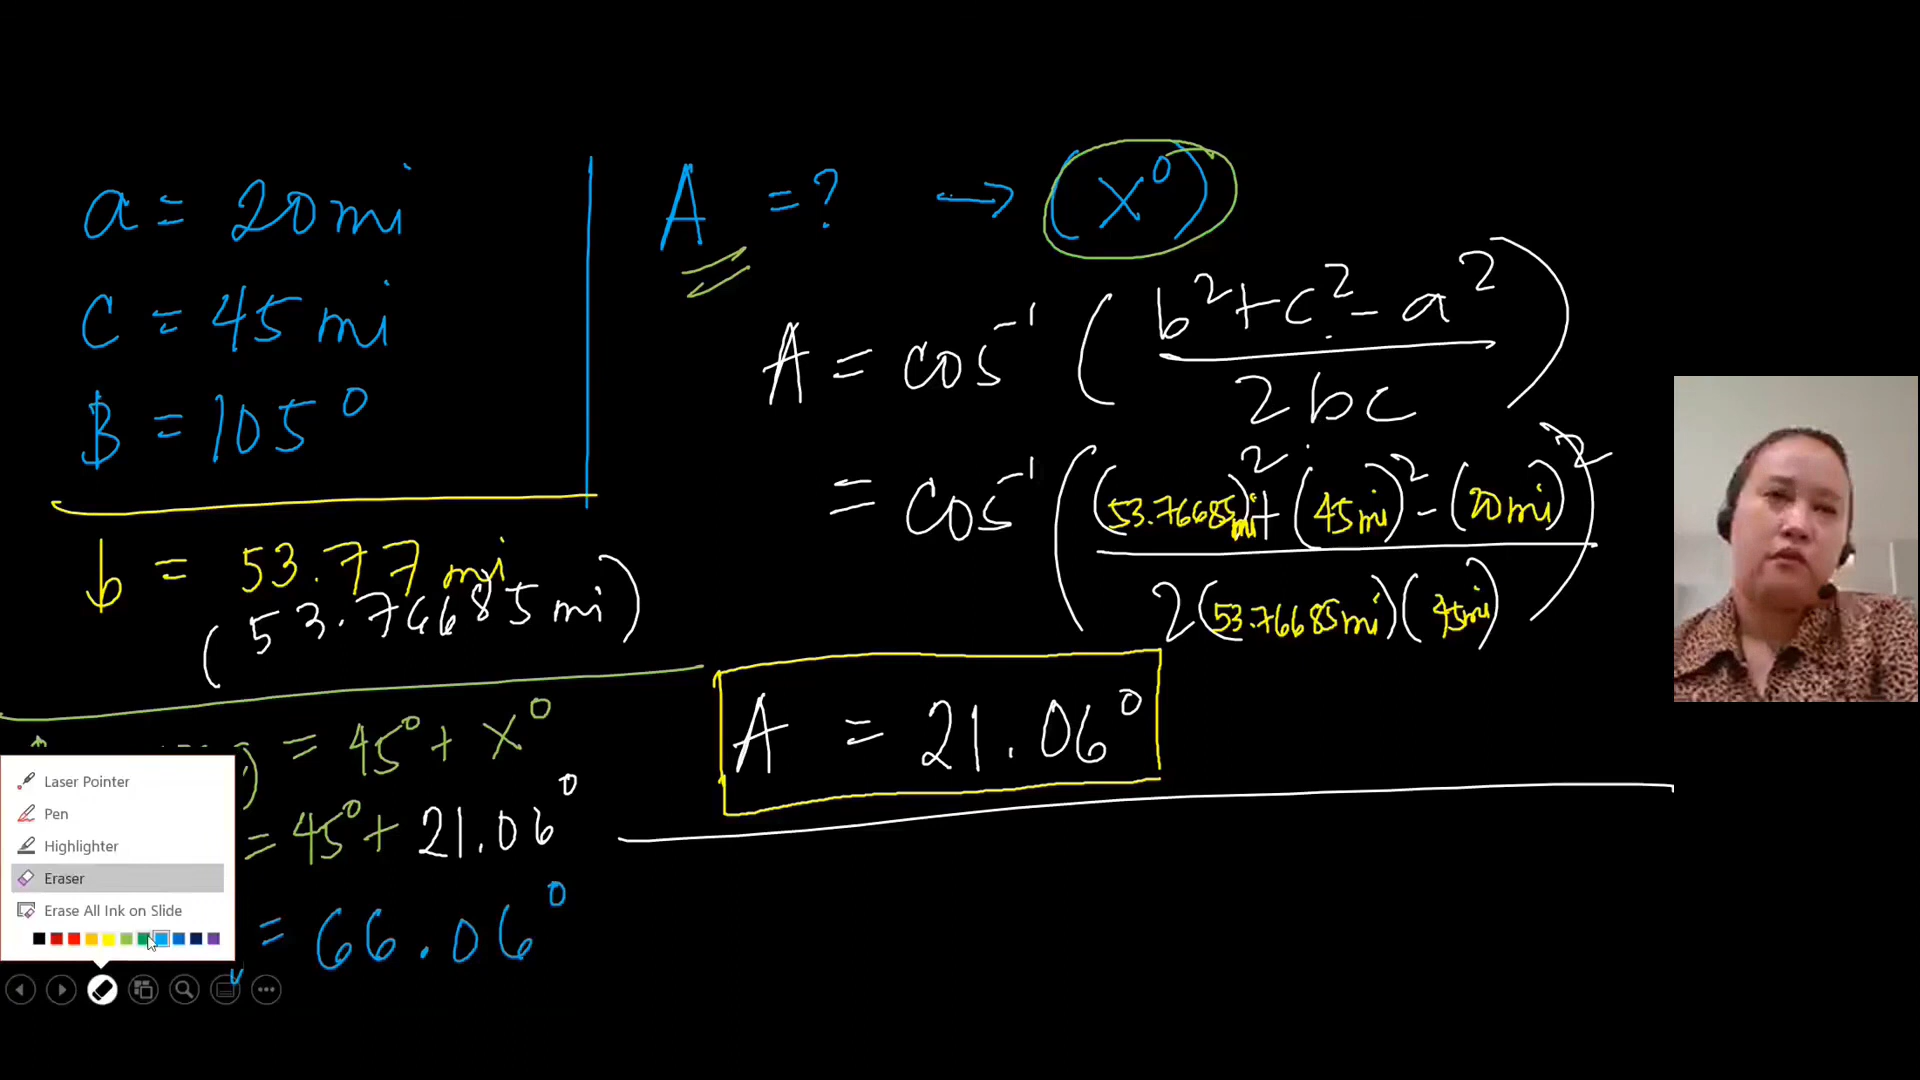 a = 20mi
c = 45 mi
B = 105°
b = 53.77 mi
(53.76685mi)
A = ? → (x°)
A = cos⁻¹ ( b² + c² - a² / 2bc )
= cos⁻¹ ( (53.76685mi)² + (45mi)² - (20mi)² / 2(53.76685mi)(45mi) )
A = 21.06°
) = 45° + x°
= 45° + 21.06°
= 66.06°
Laser Pointer
Pen
Highlighter
Eraser
Erase All Ink on Slide